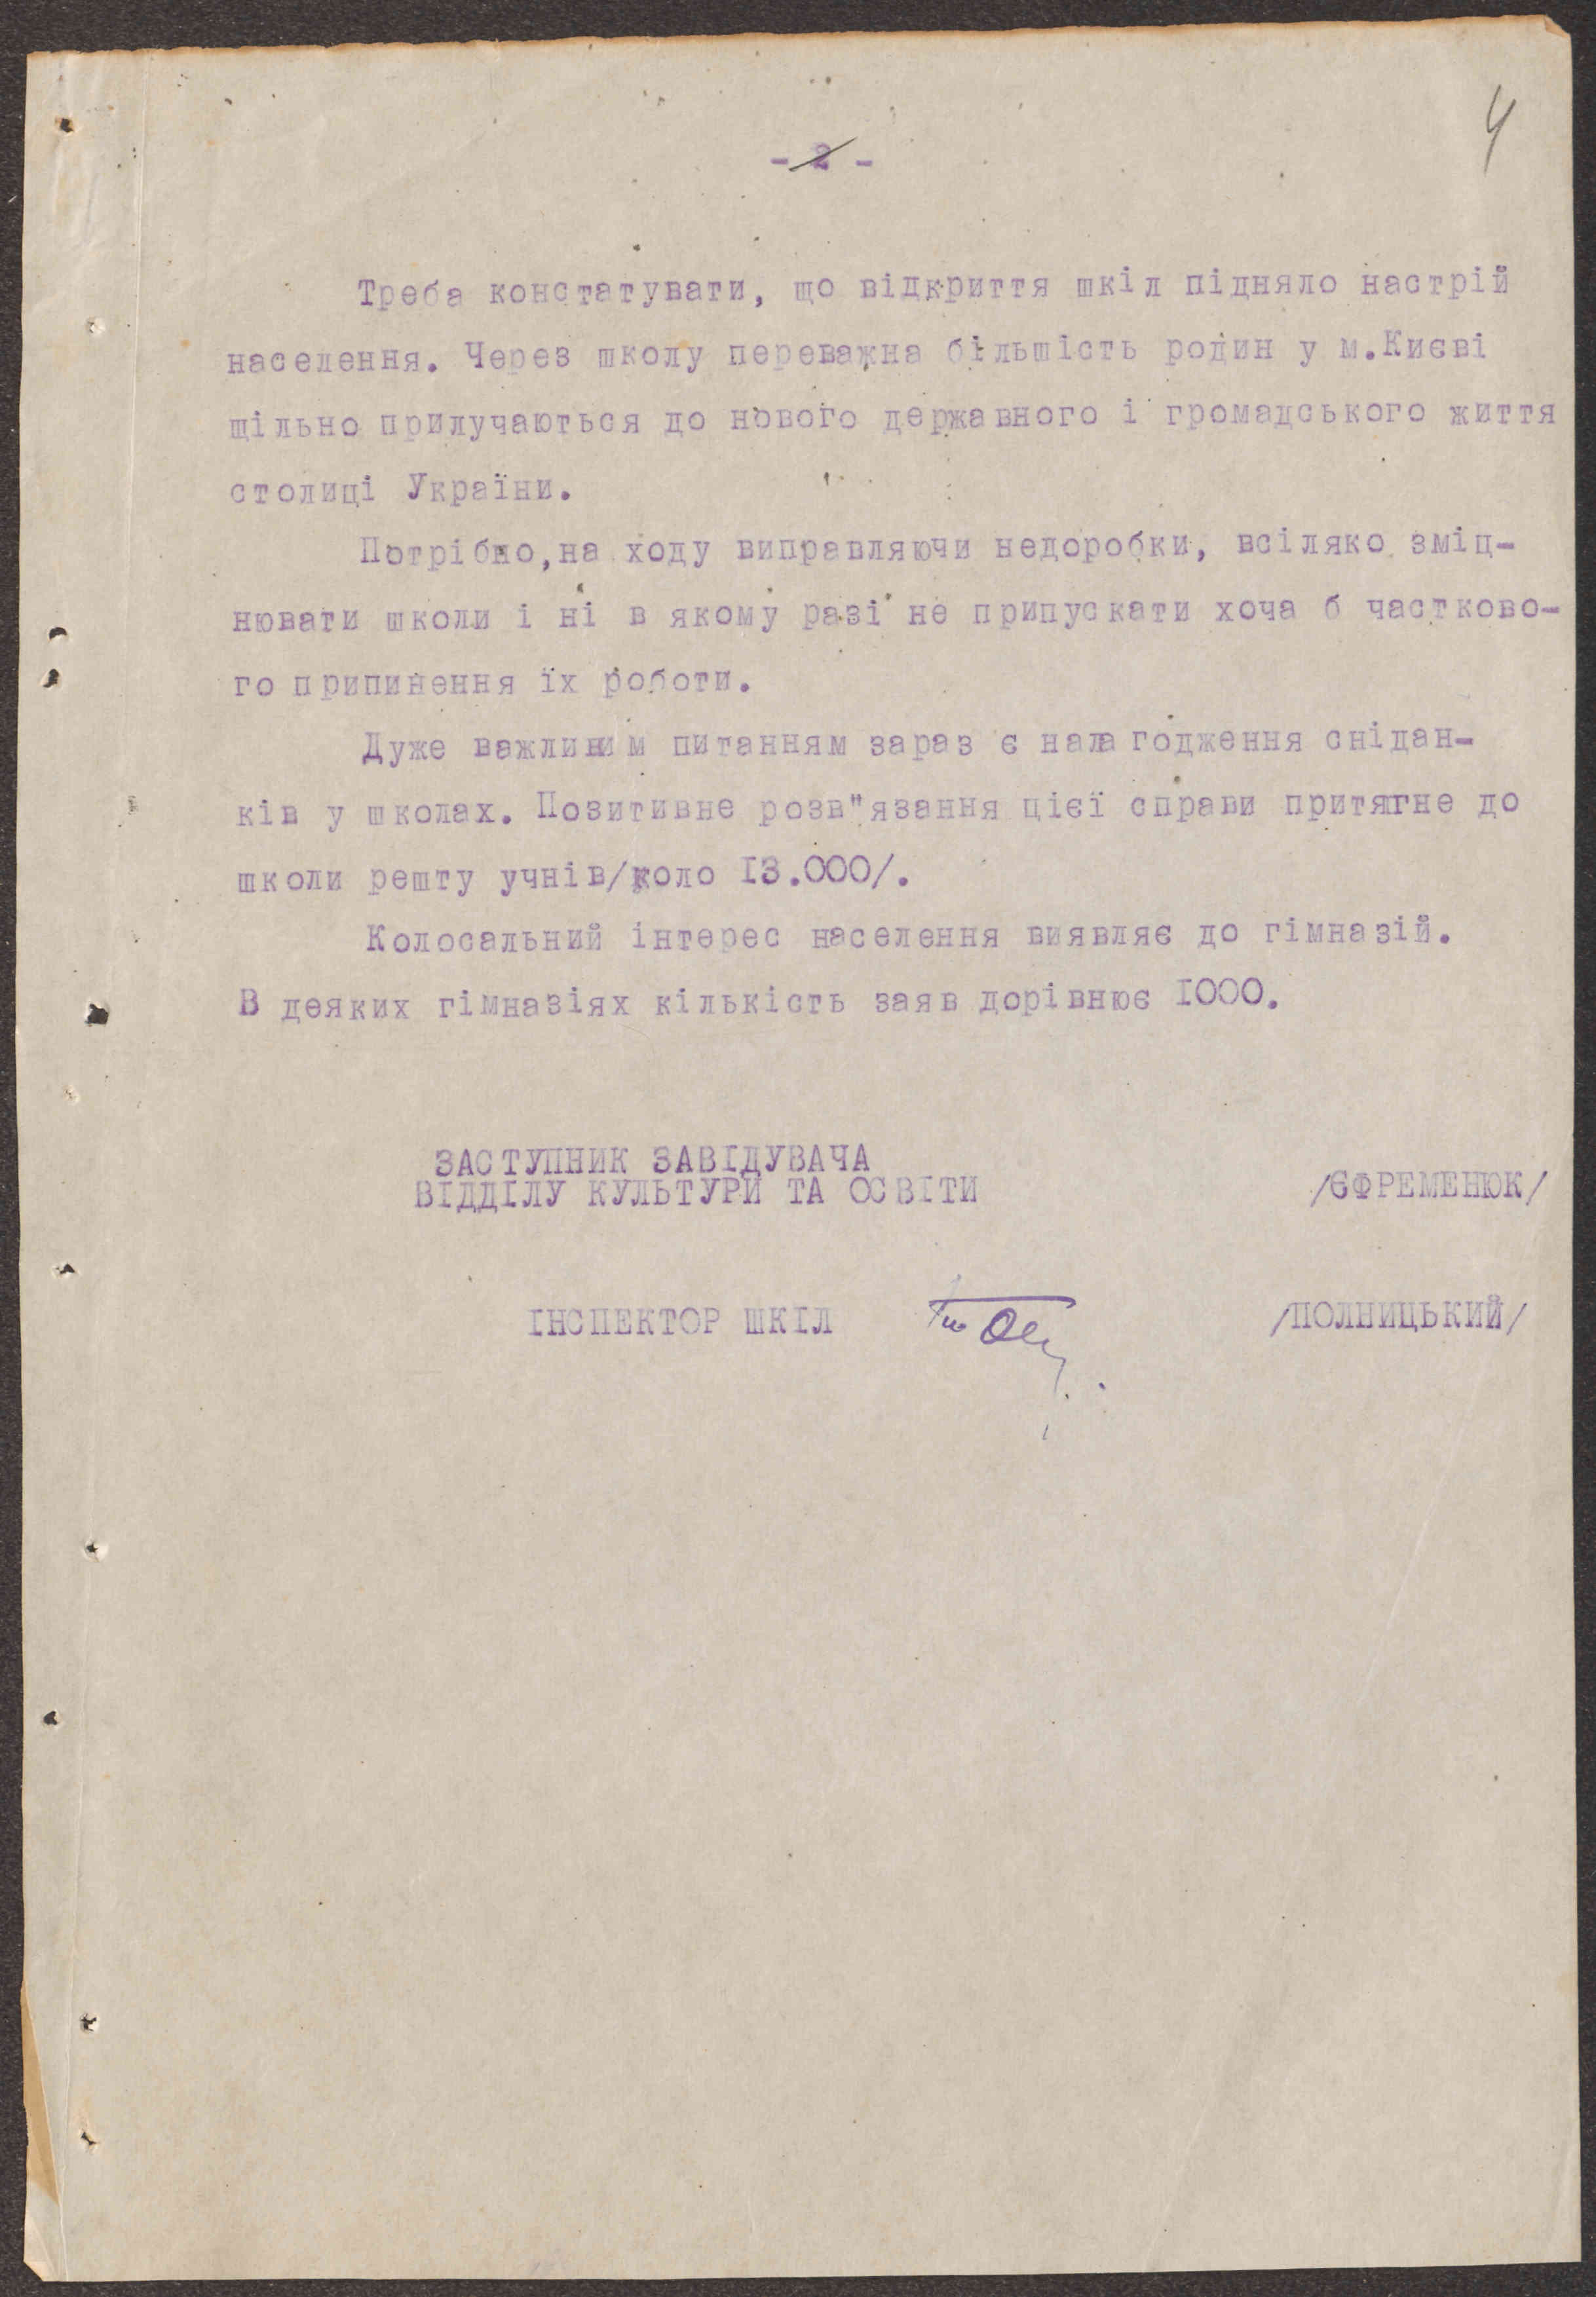 4
- 2 -
Треба констатувати, що відкриття шкіл підняло настрій
населення. Через школу переважна більшість родин у м.Києві
щільно прилучаються до нового державного і громадського життя
столиці України.
Потрібно,на ходу виправляючи недоробки, всіляко зміц-
нювати школи і ні в якому разі не припускати хоча б частково-
го припинення їх роботи.
Дуже важливим питанням зараз є налагодження снідан-
ків у школах. Позитивне розв"язання цієї справи притягне до
школи решту учнів/коло 13.000/.
Колосальний інтерес населення виявляє до гімназій.
В деяких гімназіях кількість заяв дорівнює 1000.
ЗАСТУПНИК ЗАВІДУВАЧА
ВІДДІЛУ КУЛЬТУРИ ТА ОСВІТИ /ЄФРЕМЕНЮК/
ІНСПЕКТОР ШКІЛ /ПОЛНИЦЬКИЙ/